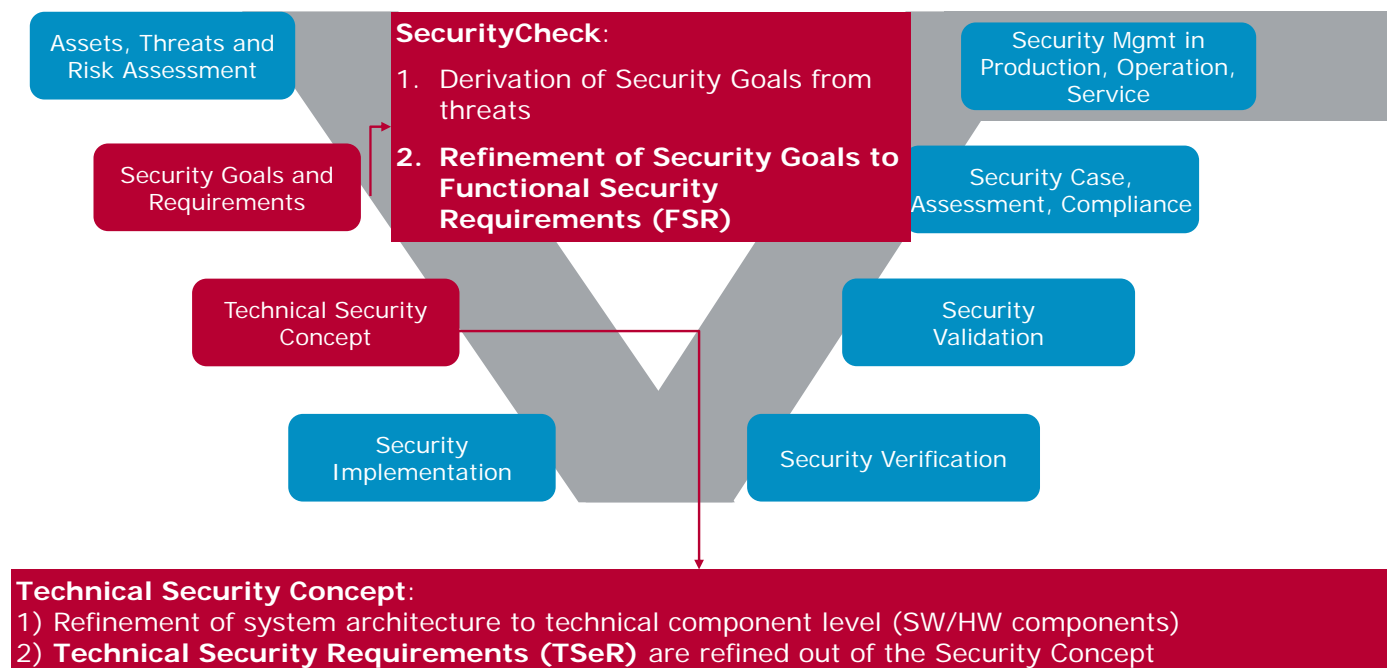 Assets, Threats and
Risk Assessment
SecurityCheck:
1. Derivation of Security Goals from
threats
2. Refinement of Security Goals to
Functional Security
Requirements (FSR)
Security Mgmt in
Production, Operation,
Service
Security Goals and
Requirements
Security Case,
Assessment, Compliance
Technical Security
Concept
Security
Validation
Security
Implementation
Security Verification
Technical Security Concept:
1) Refinement of system architecture to technical component level (SW/HW components)
2) Technical Security Requirements (TSeR) are refined out of the Security Concept